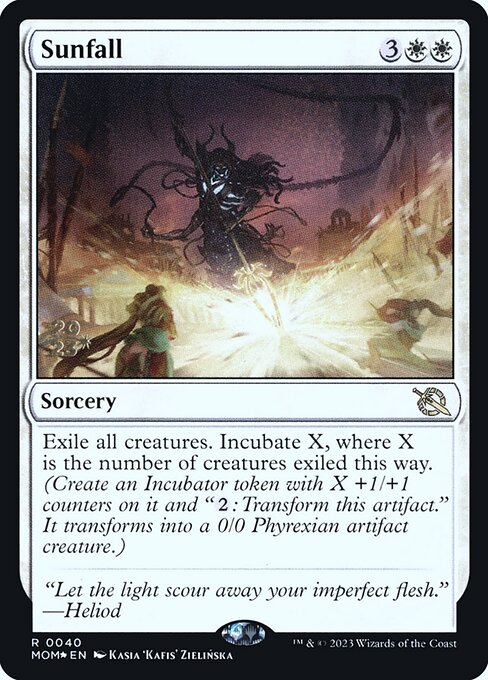 Sunfall 3
20
23
Sorcery
Exile all creatures. Incubate X, where X
is the number of creatures exiled this way.
(Create an Incubator token with X +1/+1
counters on it and “2: Transform this artifact.”
It transforms into a 0/0 Phyrexian artifact
creature.)
“Let the light scour away your imperfect flesh.”
—Heliod
R 0040
MOM★EN Kasia ‘Kafis’ Zielińska
™ & © 2023 Wizards of the Coast